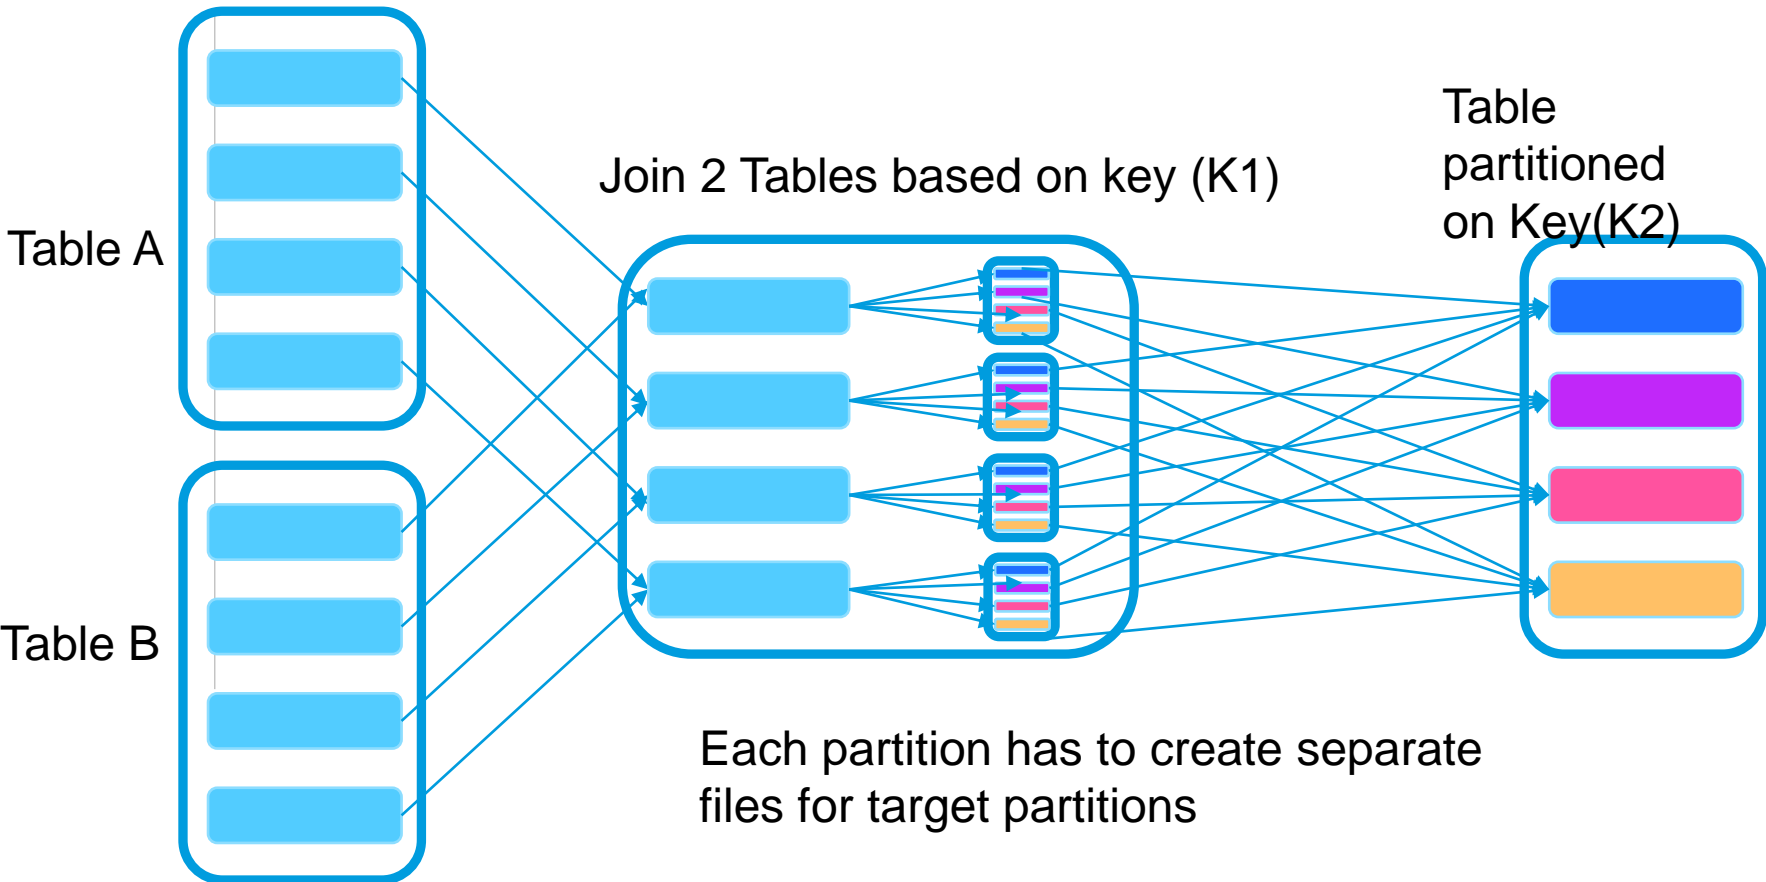 Table A
Table B
Join 2 Tables based on key (K1)
Each partition has to create separate
files for target partitions
Table
partitioned
on Key(K2)